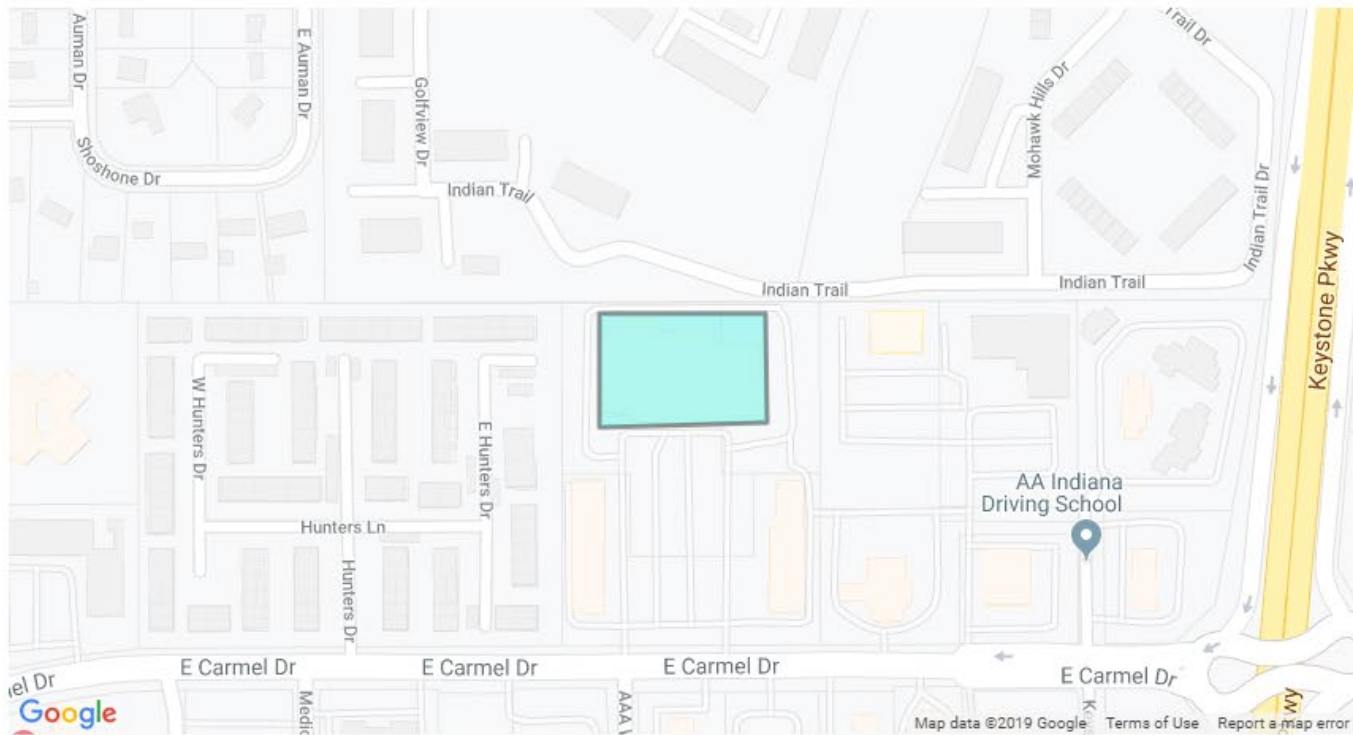 Auman Dr
E Auman Dr
Golfview Dr
Trail Dr
Mohawk Hills Dr
Shoshone Dr
Indian Trail
Indian Trail Dr
Indian Trail
Indian Trail
Keystone Pkwy
W Hunters Dr
E Hunters Dr
AA Indiana
Driving School
Hunters Ln
Hunters Dr
E Carmel Dr
E Carmel Dr
E Carmel Dr
E Carmel Dr
Dr
AAA
Google
Map data ©2019 Google
Terms of Use
Report a map error